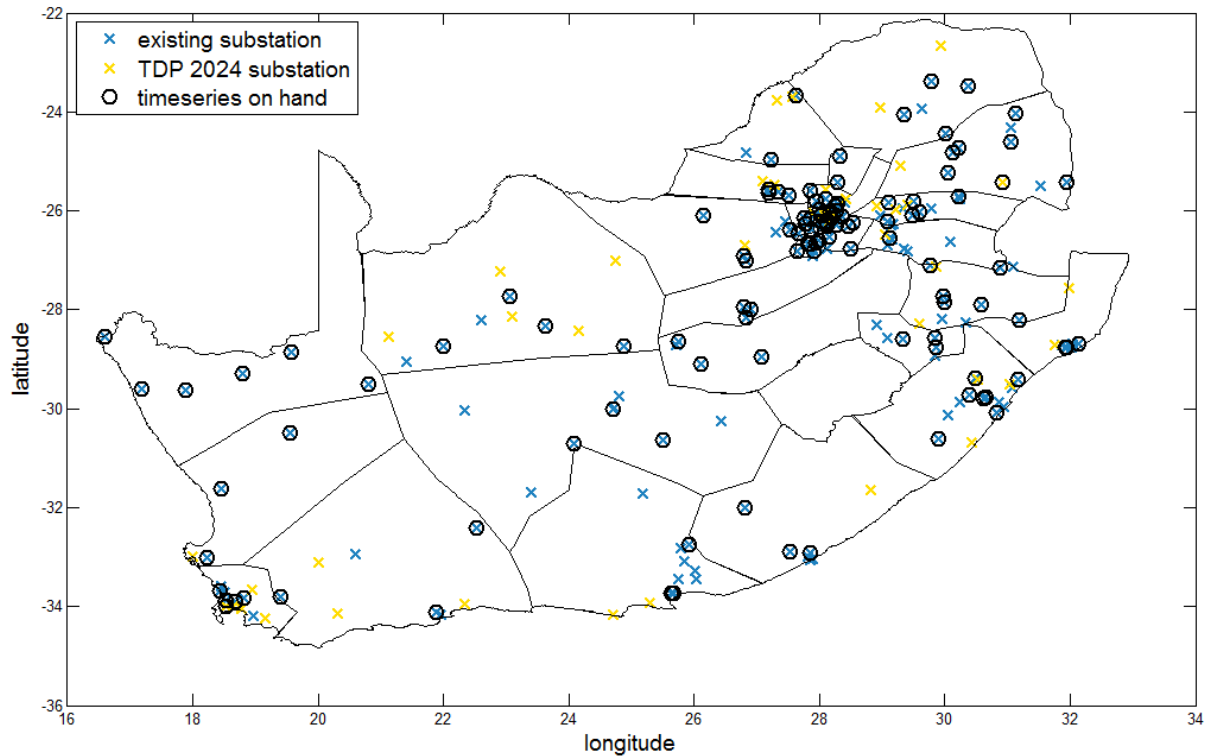 -22
existing substation
TDP 2024 substation
timeseries on hand
-24
-26
-28
-30
-32
-34
-36
latitude
16 18 20 22 24 26 28 30 32 34
longitude